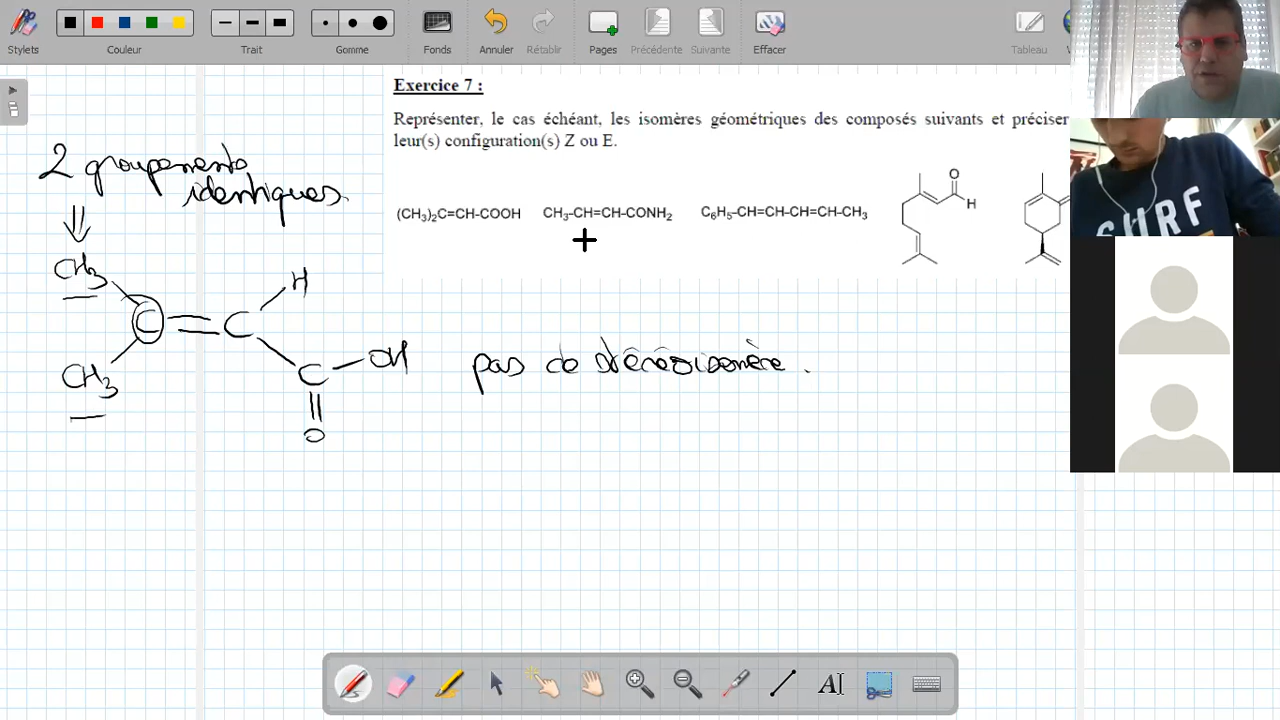 Stylets
Couleur
Trait
Gomme
Fonds
Annuler
Rétablir
Pages
Précédente
Suivante
Effacer
Tableau
Exercice 7 :
Représenter, le cas échéant, les isomères géométriques des composés suivants et préciser
leur(s) configuration(s) Z ou E.
(CH3)2C=CH-COOH CH3-CH=CH-CONH2 C6H5-CH=CH-CH=CH-CH3
O
H
2 groupements
identiques.
CH3
H
C
C
CH3
C
OH
O
pas de stéréoisomère.
SURF
A